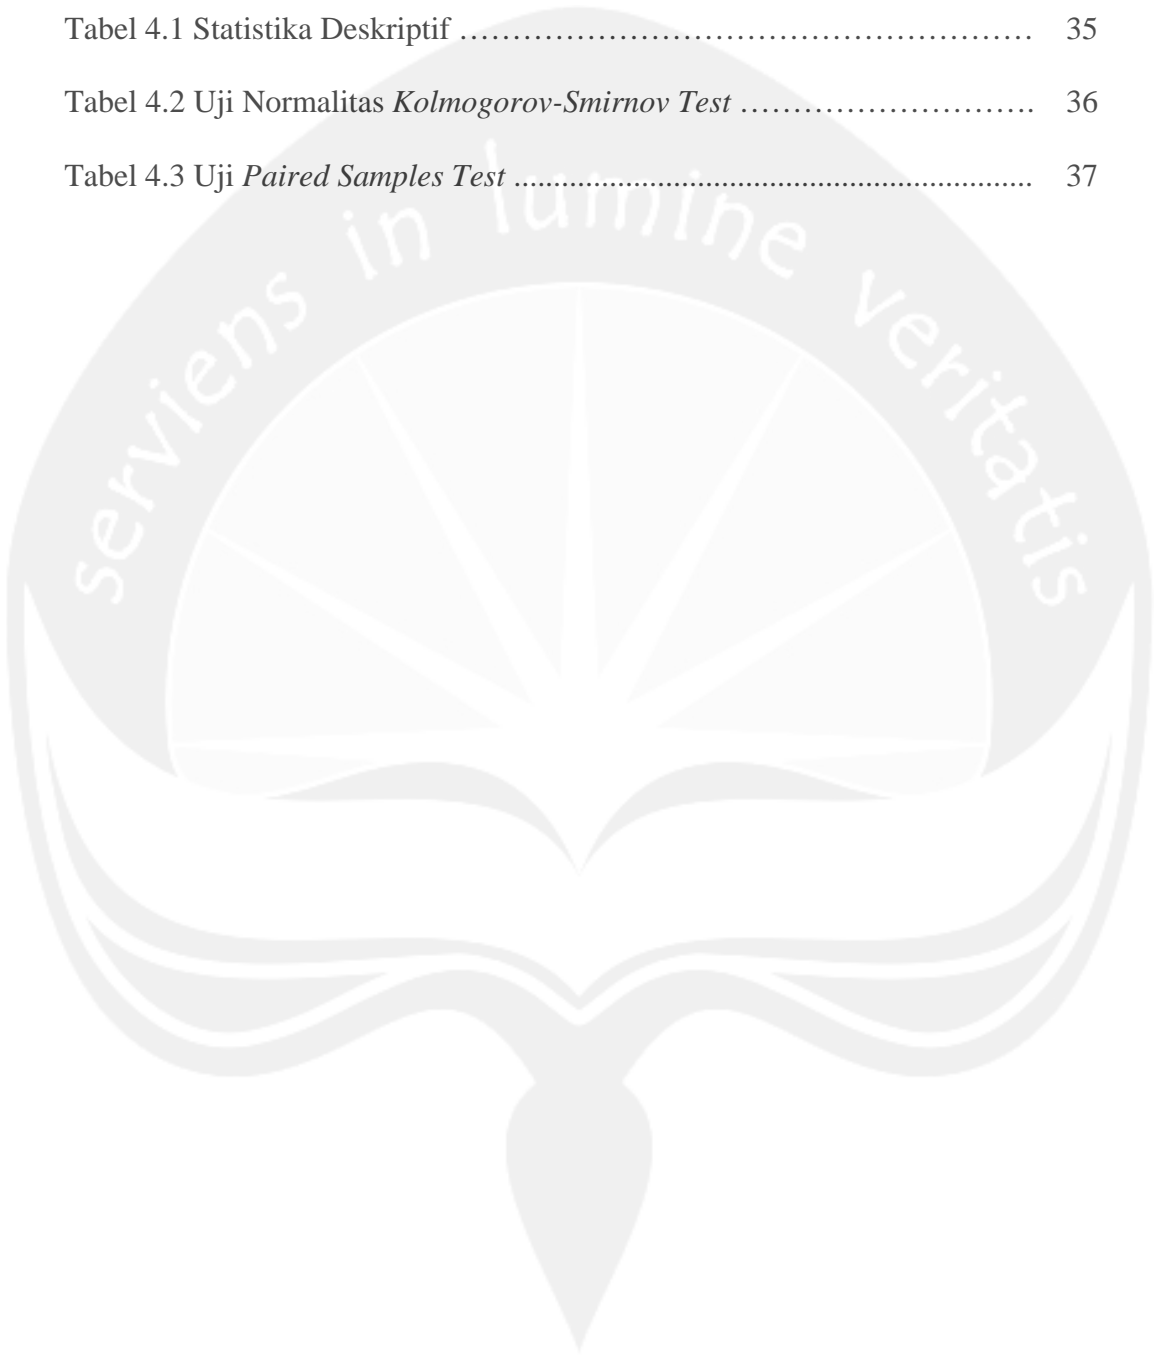 Tabel 4.1 Statistika Deskriptif ……………………………………………… 35
Tabel 4.2 Uji Normalitas Kolmogorov-Smirnov Test ………………………. 36
Tabel 4.3 Uji Paired Samples Test .................................................................. 37
serviens in lumine veritatis